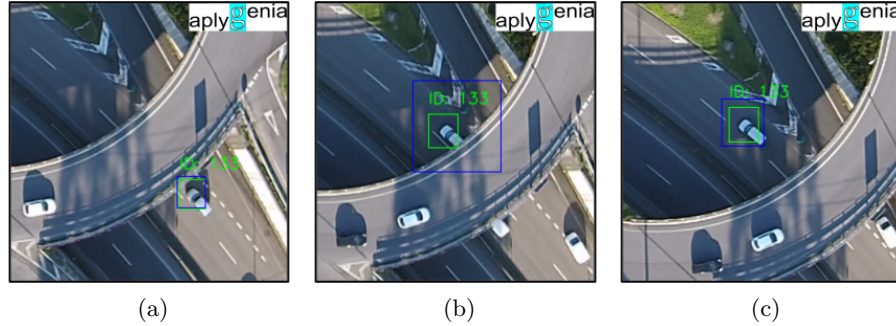 aplygenia
ID: 133
aplygenia
ID: 133
aplygenia
ID: 133
(a)
(b)
(c)